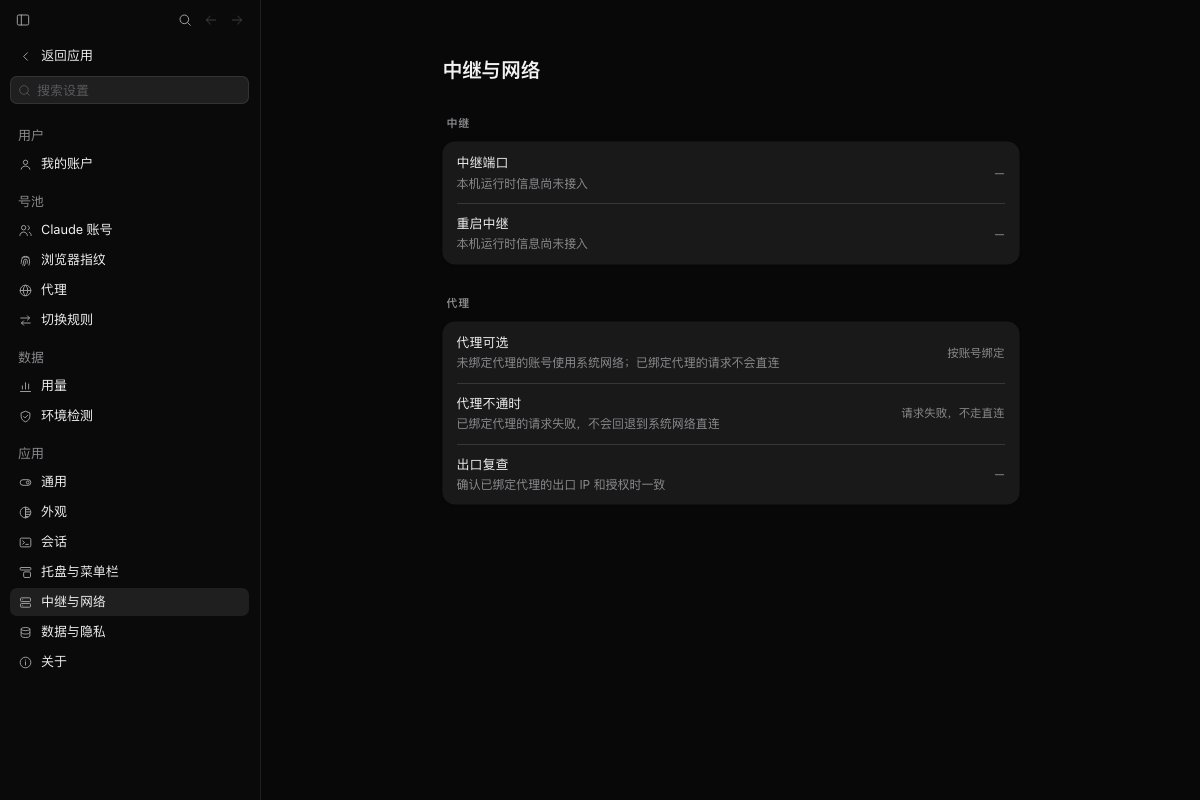 返回应用
搜索设置
用户
我的账户
号池
Claude 账号
浏览器指纹
代理
切换规则
数据
用量
环境检测
应用
通用
外观
会话
托盘与菜单栏
中继与网络
数据与隐私
关于
中继与网络
中继
中继端口
本机运行时信息尚未接入
—
重启中继
本机运行时信息尚未接入
—
代理
代理可选
未绑定代理的账号使用系统网络；已绑定代理的请求不会直连
按账号绑定
代理不通时
已绑定代理的请求失败，不会回退到系统网络直连
请求失败，不走直连
出口复查
确认已绑定代理的出口 IP 和授权时一致
—